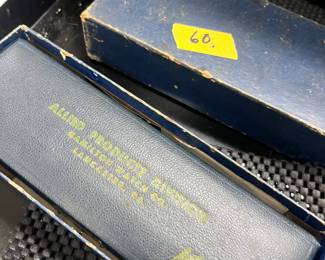 60.
ALLIED PRODUCTS DIVISION
HAMILTON WATCH CO.
LANCASTER, PA.